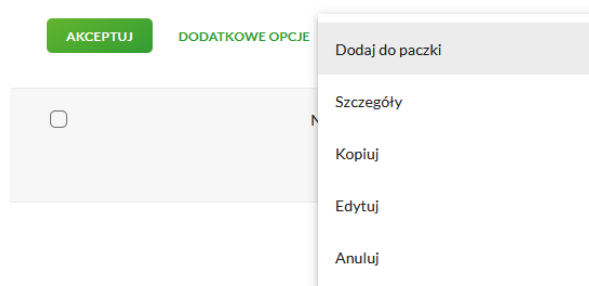 AKCEPTUJ
DODATKOWE OPCJE
Dodaj do paczki
Szczegóły
Kopiuj
Edytuj
Anuluj